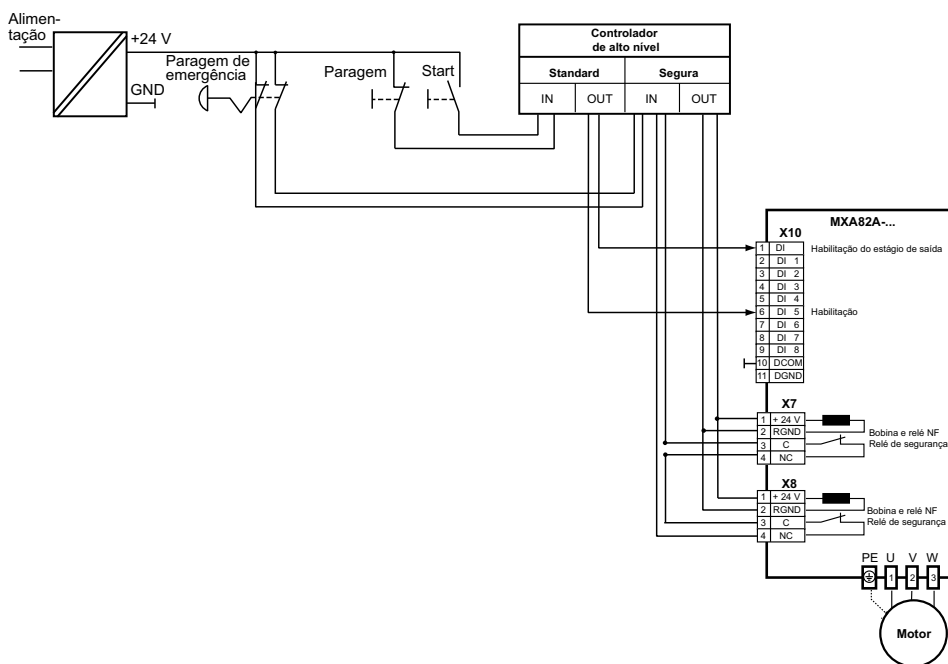 Alimen-
tação
+24 V
GND
Paragem de
emergência
Paragem
Start
Controlador
de alto nível
Standard
Segura
IN
OUT
IN
OUT
MXA82A-...
X10
1 DI Habilitação do estágio de saída
2 DI 1
3 DI 2
4 DI 3
5 DI 4
6 DI 5 Habilitação
7 DI 6
8 DI 7
9 DI 8
10 DCOM
11 DGND
X7
1 + 24 V
2 RGND
3 C
4 NC
Bobina e relé NF
Relé de segurança
X8
1 + 24 V
2 RGND
3 C
4 NC
Bobina e relé NF
Relé de segurança
PE U V W
1 2 3
Motor